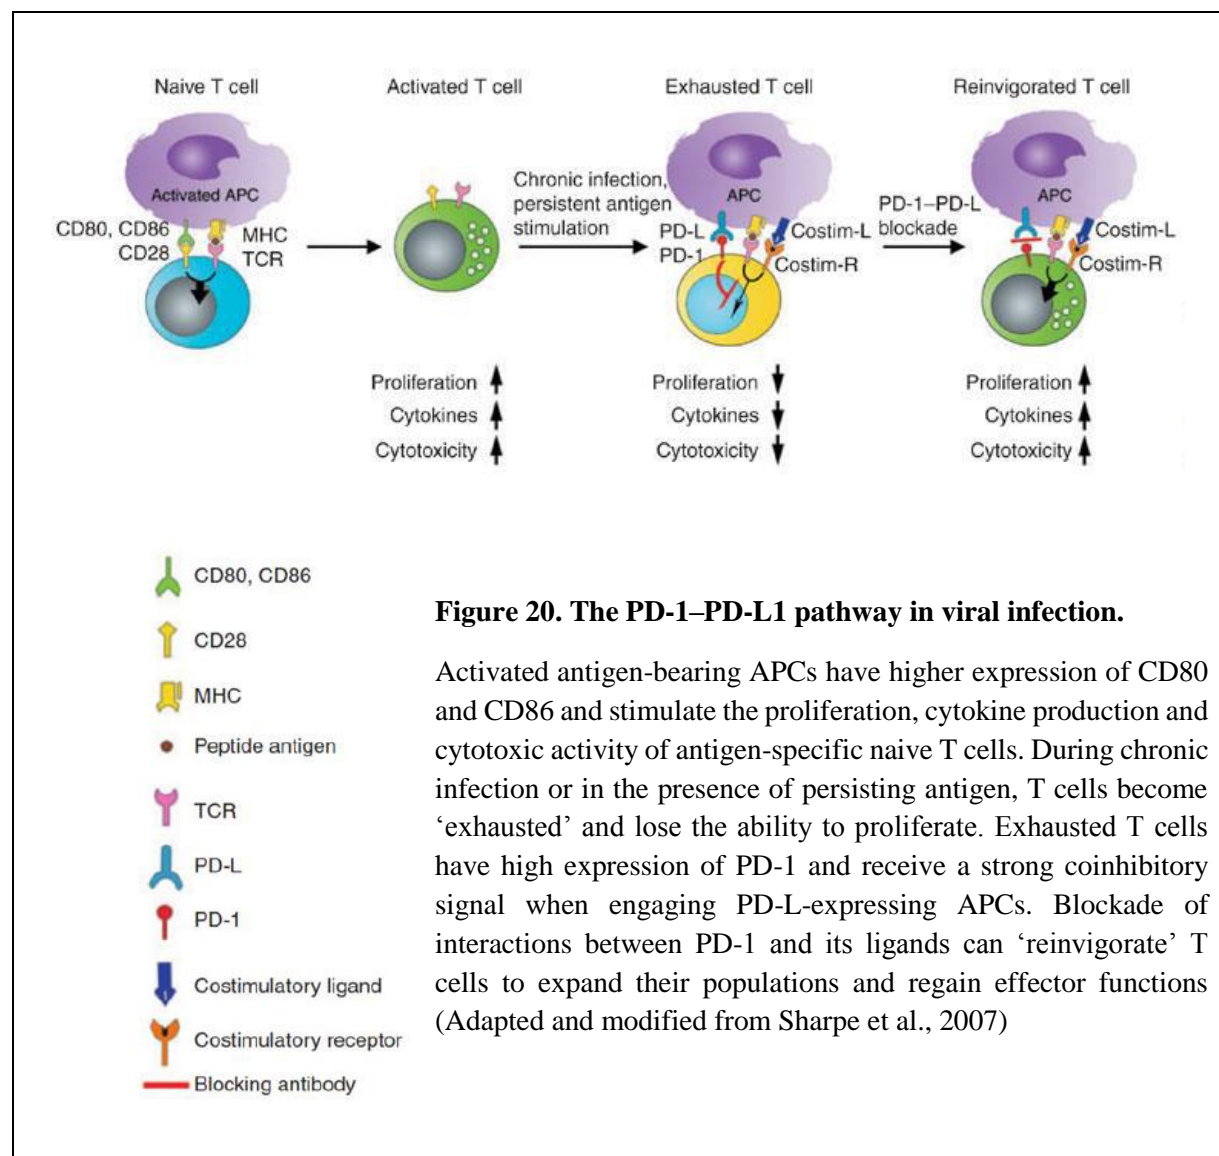 Naive T cell
Activated T cell
Exhausted T cell
Reinvigorated T cell
Activated APC
CD80, CD86
CD28
MHC
TCR
Chronic infection,
persistent antigen
stimulation
APC
PD-L
PD-1
Costim-L
Costim-R
PD-1–PD-L
blockade
APC
Costim-L
Costim-R
Proliferation
Cytokines
Cytotoxicity
Proliferation
Cytokines
Cytotoxicity
Proliferation
Cytokines
Cytotoxicity
CD80, CD86
CD28
MHC
Peptide antigen
TCR
PD-L
PD-1
Costimulatory ligand
Costimulatory receptor
Blocking antibody
Figure 20. The PD-1–PD-L1 pathway in viral infection.
Activated antigen-bearing APCs have higher expression of CD80
and CD86 and stimulate the proliferation, cytokine production and
cytotoxic activity of antigen-specific naive T cells. During chronic
infection or in the presence of persisting antigen, T cells become
‘exhausted’ and lose the ability to proliferate. Exhausted T cells
have high expression of PD-1 and receive a strong coinhibitory
signal when engaging PD-L-expressing APCs. Blockade of
interactions between PD-1 and its ligands can ‘reinvigorate’ T
cells to expand their populations and regain effector functions
(Adapted and modified from Sharpe et al., 2007)